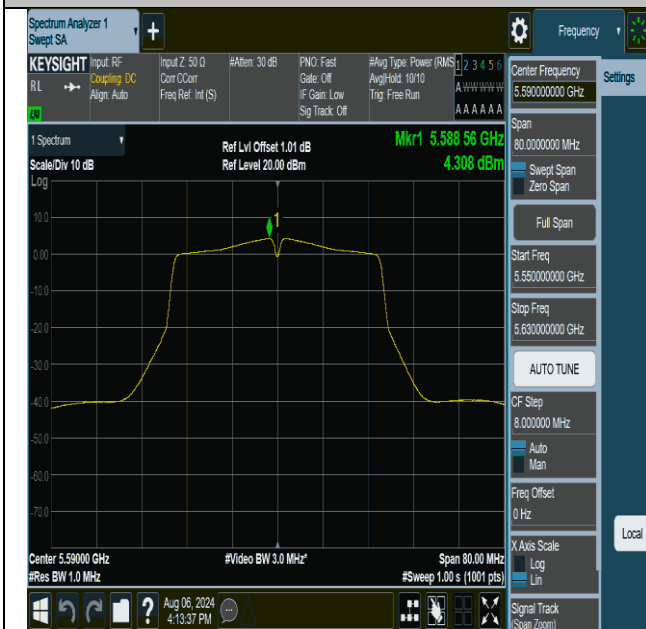 Spectrum Analyzer 1
Swept SA
+
Frequency
KEYSIGHT
RL
Input: RF
Coupling: DC
Align: Auto
Input Z: 50 Ω
Corr CCorr
Freq Ref: Int (S)
#Atten: 30 dB
PNO: Fast
Gate: Off
IF Gain: Low
Sig Track: Off
#Avg Type: Power (RMS
Avg|Hold: 10/10
Trig: Free Run
1 2 3 4 5 6
A W W W W W
A A A A A A
1 Spectrum
Scale/Div 10 dB
Log
Ref Lvl Offset 1.01 dB
Ref Level 20.00 dBm
Mkr1 5.588 56 GHz
4.308 dBm
1
10.0
0.00
-10.0
-20.0
-30.0
-40.0
-50.0
-60.0
-70.0
Center 5.59000 GHz
#Res BW 1.0 MHz
#Video BW 3.0 MHz*
Span 80.00 MHz
#Sweep 1.00 s (1001 pts)
?
Aug 06, 2024
4:13:37 PM
Center Frequency
5.590000000 GHz
Settings
Span
80.0000000 MHz
Swept Span
Zero Span
Full Span
Start Freq
5.550000000 GHz
Stop Freq
5.630000000 GHz
AUTO TUNE
CF Step
8.000000 MHz
Auto
Man
Freq Offset
0 Hz
Local
X Axis Scale
Log
Lin
Signal Track
(Span Zoom)